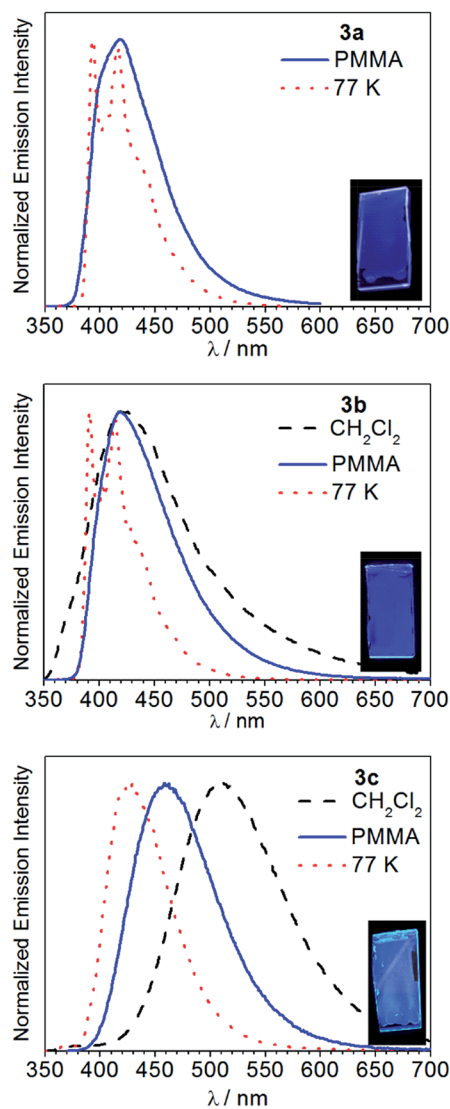 3a
PMMA
77 K
Normalized Emission Intensity
350 400 450 500 550 600 650 700
λ / nm
3b
CH₂Cl₂
PMMA
77 K
Normalized Emission Intensity
350 400 450 500 550 600 650 700
λ / nm
3c
CH₂Cl₂
PMMA
77 K
Normalized Emission Intensity
350 400 450 500 550 600 650 700
λ / nm